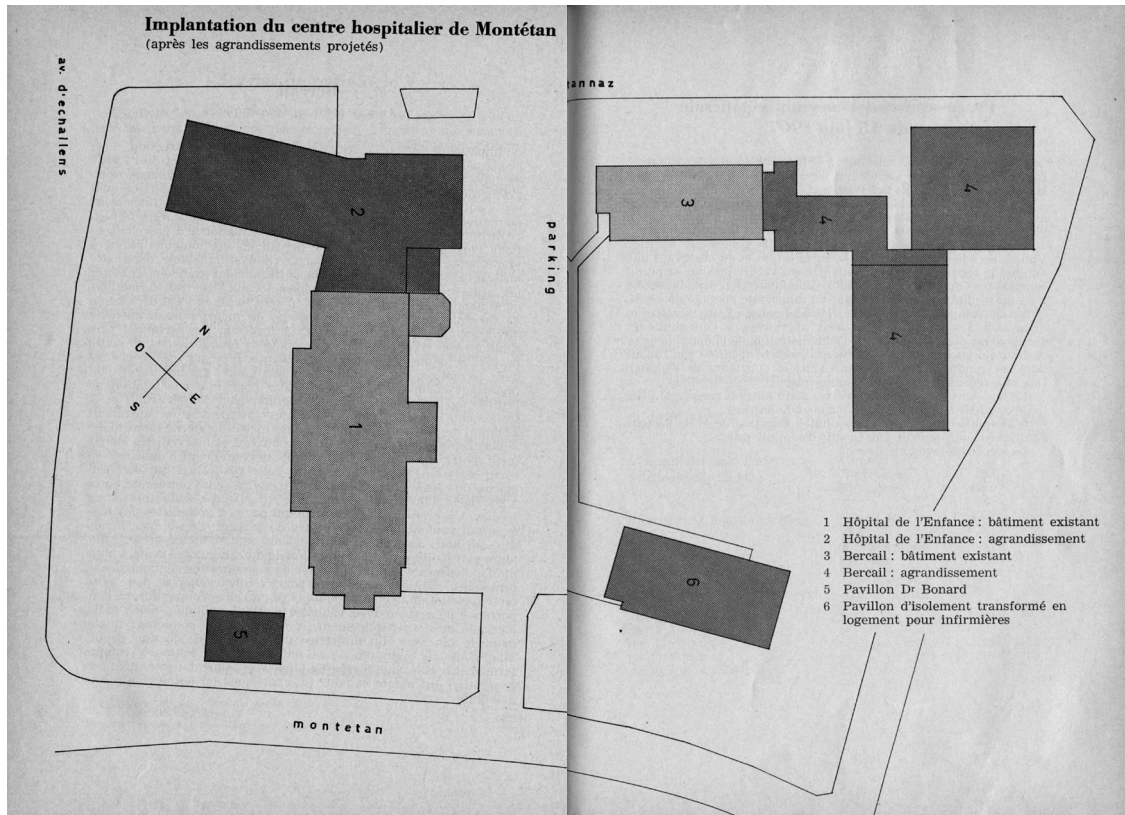 Implantation du centre hospitalier de Montétan
(après les agrandissements projetés)
av. d'echallens
annaz
parking
N
O
E
S
2
1
5
3
4
4
4
6
montetan
1 Hôpital de l'Enfance : bâtiment existant
2 Hôpital de l'Enfance : agrandissement
3 Bercail : bâtiment existant
4 Bercail : agrandissement
5 Pavillon Dr Bonard
6 Pavillon d'isolement transformé en
logement pour infirmières